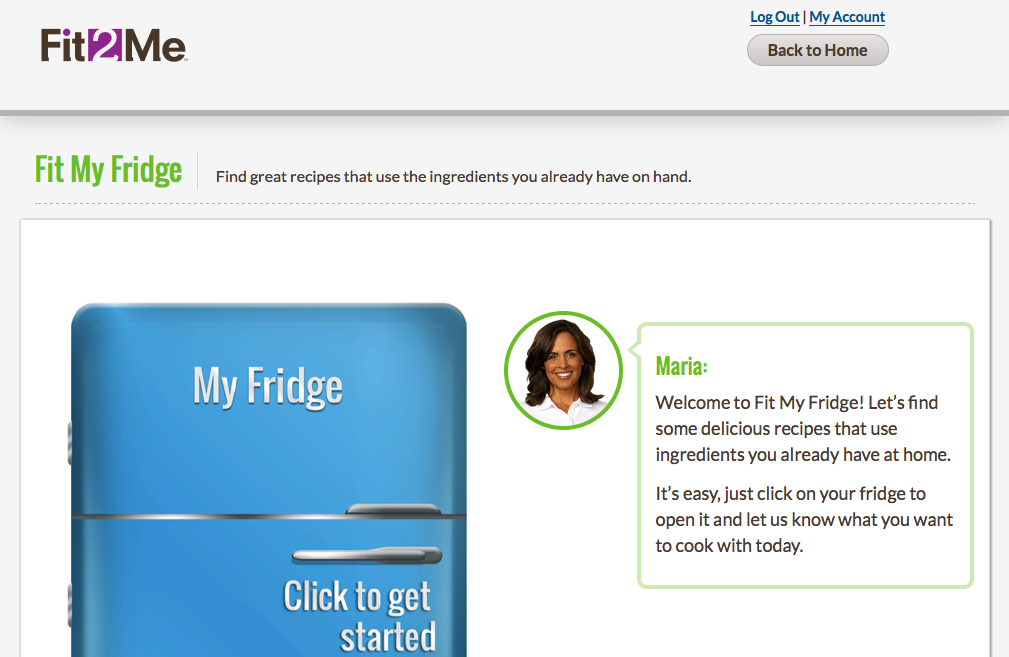 Log Out | My Account
Fit2Me
Back to Home
Fit My Fridge
Find great recipes that use the ingredients you already have on hand.
My Fridge
Click to get
started
Maria:
Welcome to Fit My Fridge! Let’s find
some delicious recipes that use
ingredients you already have at home.
It’s easy, just click on your fridge to
open it and let us know what you want
to cook with today.